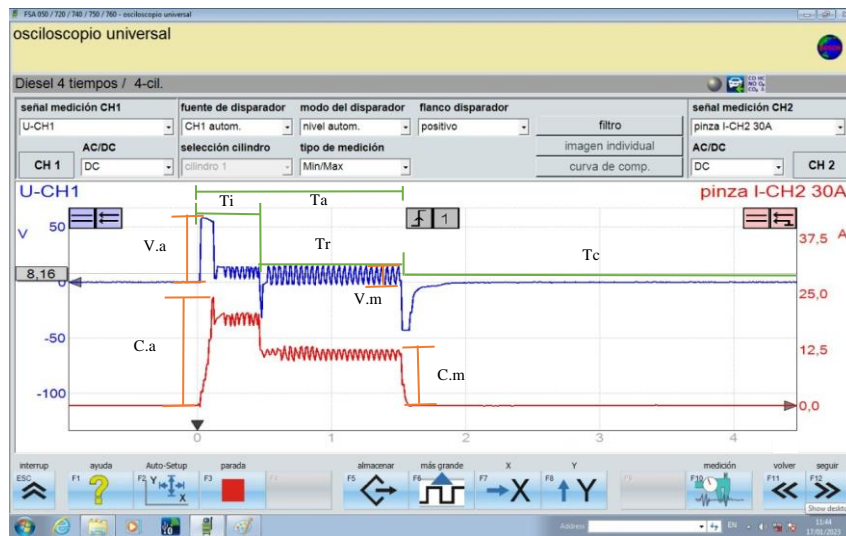 FSA 050 / 720 / 740 / 750 / 760 - osciloscopio universal
osciloscopio universal
Diesel 4 tiempos / 4-cil.
señal medición CH1 fuente de disparador modo del disparador flanco disparador señal medición CH2
U-CH1 CH1 autom. nivel autom. positivo filtro pinza I-CH2 30A
AC/DC selección cilindro tipo de medición imagen individual AC/DC
CH 1 DC cilindro 1 Min/Max curva de comp. DC CH 2
U-CH1 pinza I-CH2 30A
Ti Ta
V 50 1 37,5 A
V.a Tr Tc
8,16
0 V.m 25,0
-50 C.a 12,5
C.m
-100 0,0
0 1 2 3 4
interrup ayuda Auto-Setup parada almacenar más grande X Y medición volver seguir
ESC F1 F2 Y X F3 F4 F5 F6 F7 X F8 Y F9 F10 F11 F12
Show deskto
Address EN 11:44
17/01/2023